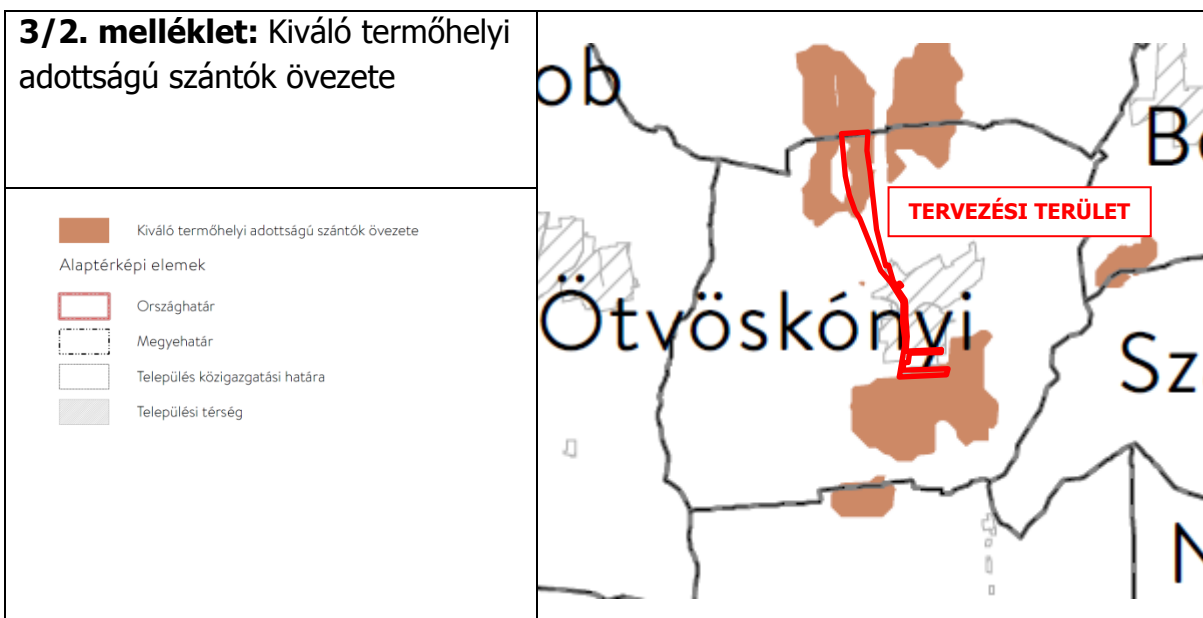 3/2. melléklet: Kiváló termőhelyi
adottságú szántók övezete
Kiváló termőhelyi adottságú szántók övezete
Alaptérképi elemek
Országhatár
Megyehatár
Település közigazgatási határa
Települési térség
ob
B
TERVEZÉSI TERÜLET
Ötvöskónyi
Sz
N